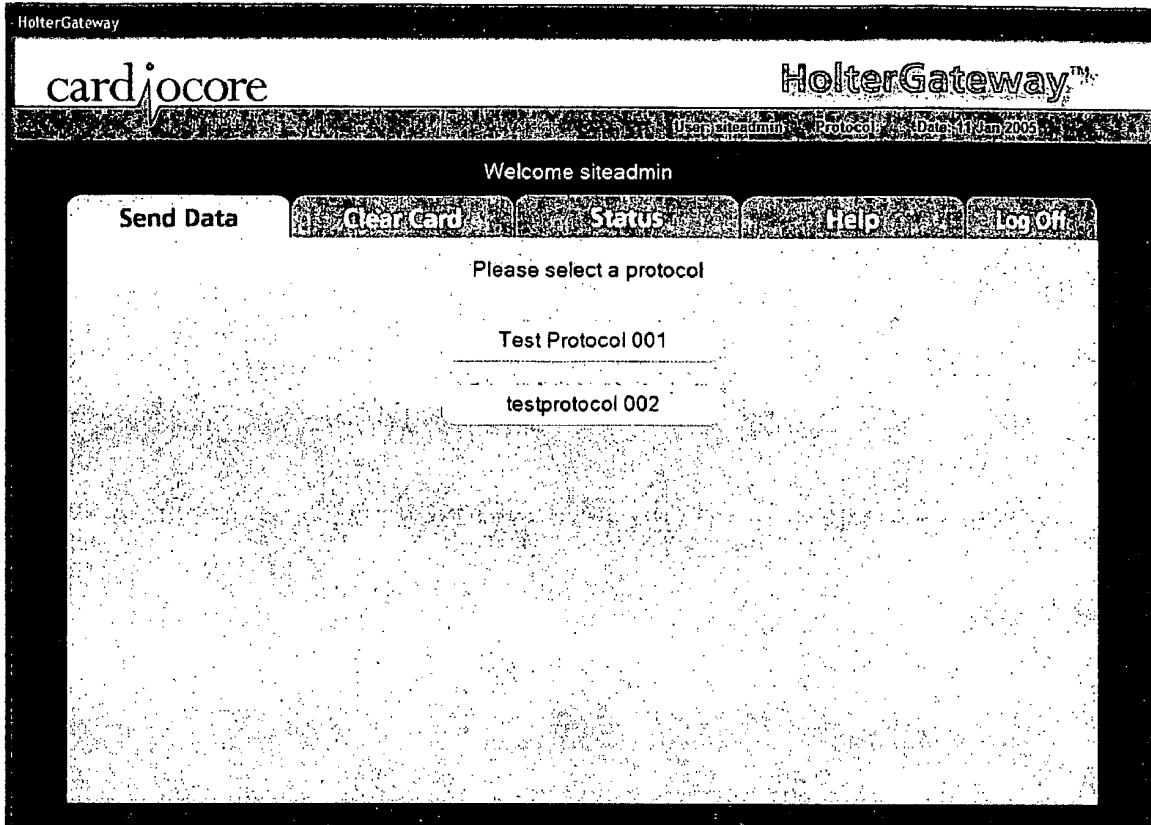 HolterGateway
cardiocore HolterGateway™
User: siteadmin Protocol: Date: 11 Jan 2005
Welcome siteadmin
Send Data Clear Card Status Help Log Off
Please select a protocol
Test Protocol 001
testprotocol 002